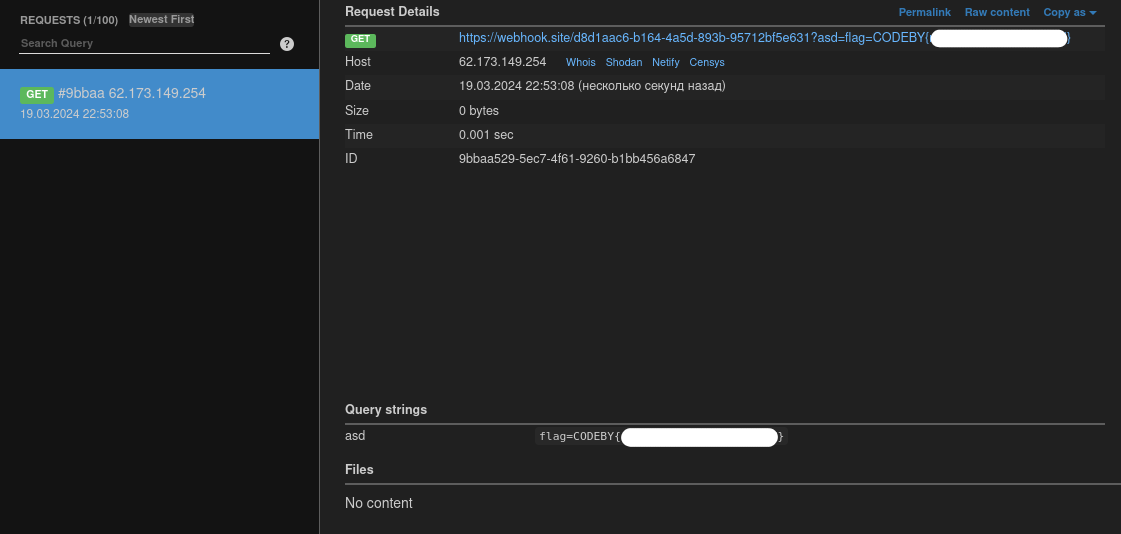 REQUESTS (1/100) Newest First
Search Query ?
GET #9bbaa 62.173.149.254
19.03.2024 22:53:08
Request Details Permalink Raw content Copy as
GET https://webhook.site/d8d1aac6-b164-4a5d-893b-95712bf5e631?asd=flag=CODEBY{ }
Host 62.173.149.254 Whois Shodan Netify Censys
Date 19.03.2024 22:53:08 (несколько секунд назад)
Size 0 bytes
Time 0.001 sec
ID 9bbaa529-5ec7-4f61-9260-b1bb456a6847
Query strings
asd flag=CODEBY{ }
Files
No content